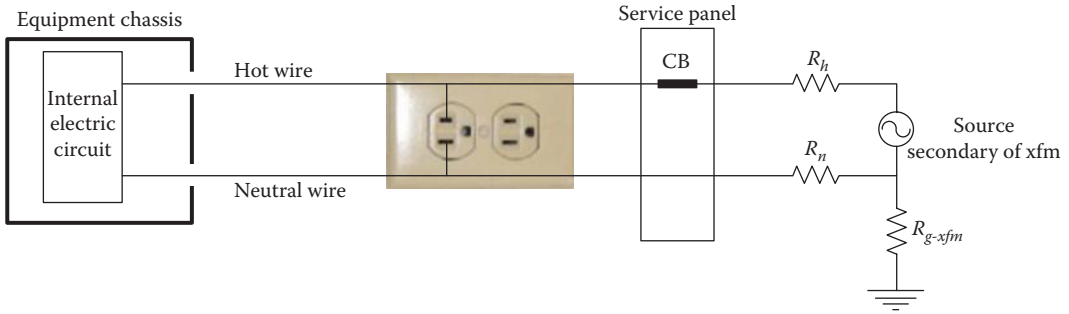 Equipment chassis
Service panel
Internal
electric
circuit
Hot wire
CB
R_h
Source
secondary of xfm
R_n
Neutral wire
R_{g-xfm}